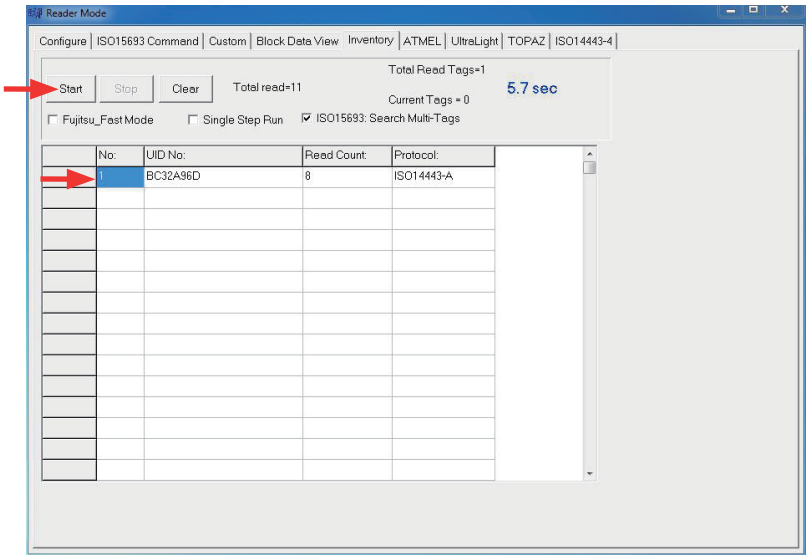 Reader Mode
Configure ISO15693 Command Custom Block Data View Inventory ATMEL UltraLight TOPAZ ISO14443-4
Total Read Tags=1
Start Stop Clear Total read=11 5.7 sec
Current Tags = 0
Fujitsu_Fast Mode Single Step Run ISO15693: Search Multi-Tags
No: UID No: Read Count: Protocol:
1 BC32A96D 8 ISO14443-A